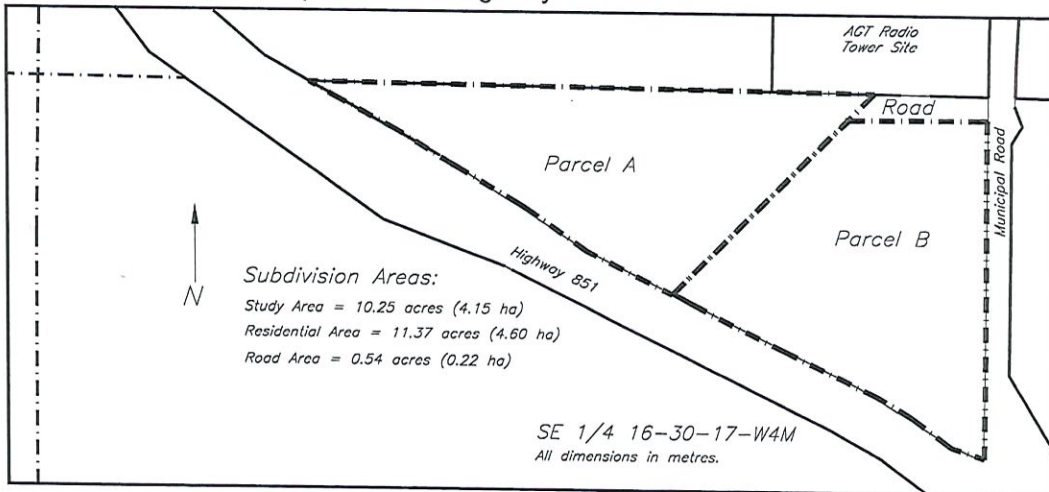 AGT Radio
Tower Site
Road
Parcel A
Municipal Road
Parcel B
Highway 851
N
Subdivision Areas:
Study Area = 10.25 acres (4.15 ha)
Residential Area = 11.37 acres (4.60 ha)
Road Area = 0.54 acres (0.22 ha)
SE 1/4 16-30-17-W4M
All dimensions in metres.